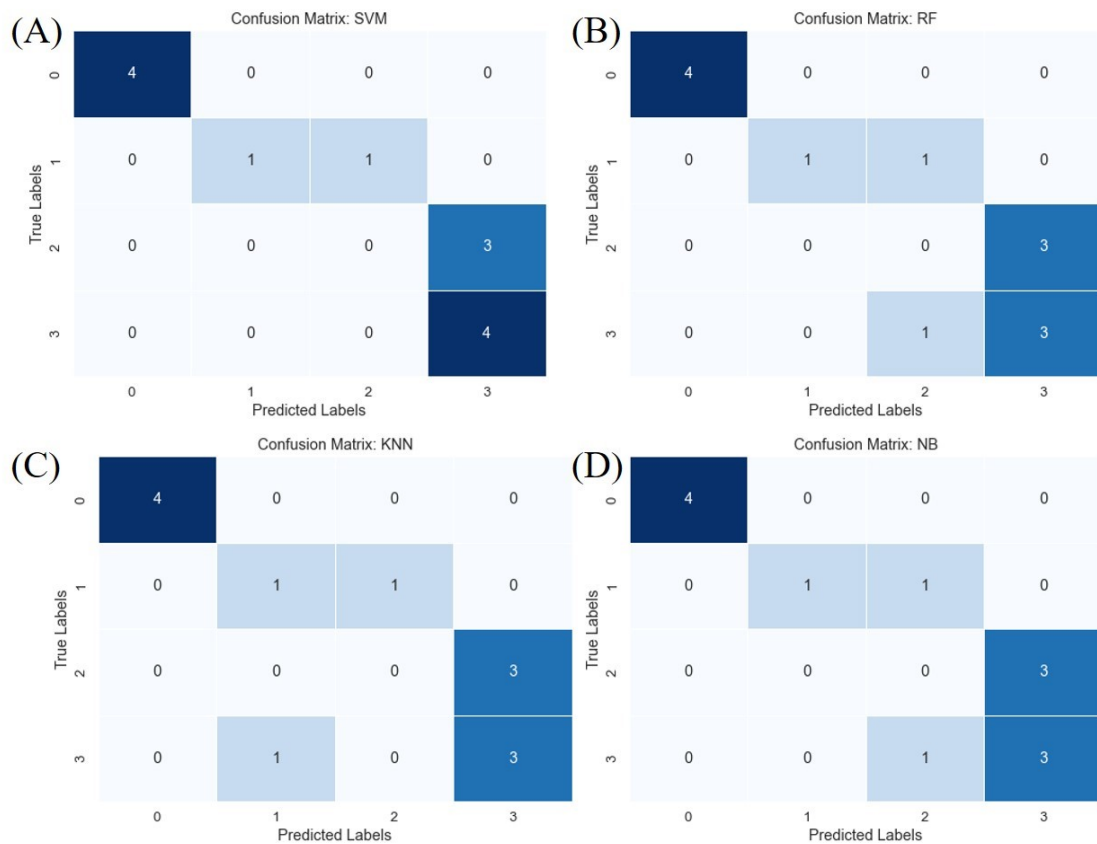 (A)
Confusion Matrix: SVM
True Labels
0 4 0 0 0
1 0 1 1 0
2 0 0 0 3
3 0 0 0 4
0 1 2 3
Predicted Labels
(B)
Confusion Matrix: RF
True Labels
0 4 0 0 0
1 0 1 1 0
2 0 0 0 3
3 0 0 1 3
0 1 2 3
Predicted Labels
(C)
Confusion Matrix: KNN
True Labels
0 4 0 0 0
1 0 1 1 0
2 0 0 0 3
3 0 1 0 3
0 1 2 3
Predicted Labels
(D)
Confusion Matrix: NB
True Labels
0 4 0 0 0
1 0 1 1 0
2 0 0 0 3
3 0 0 1 3
0 1 2 3
Predicted Labels